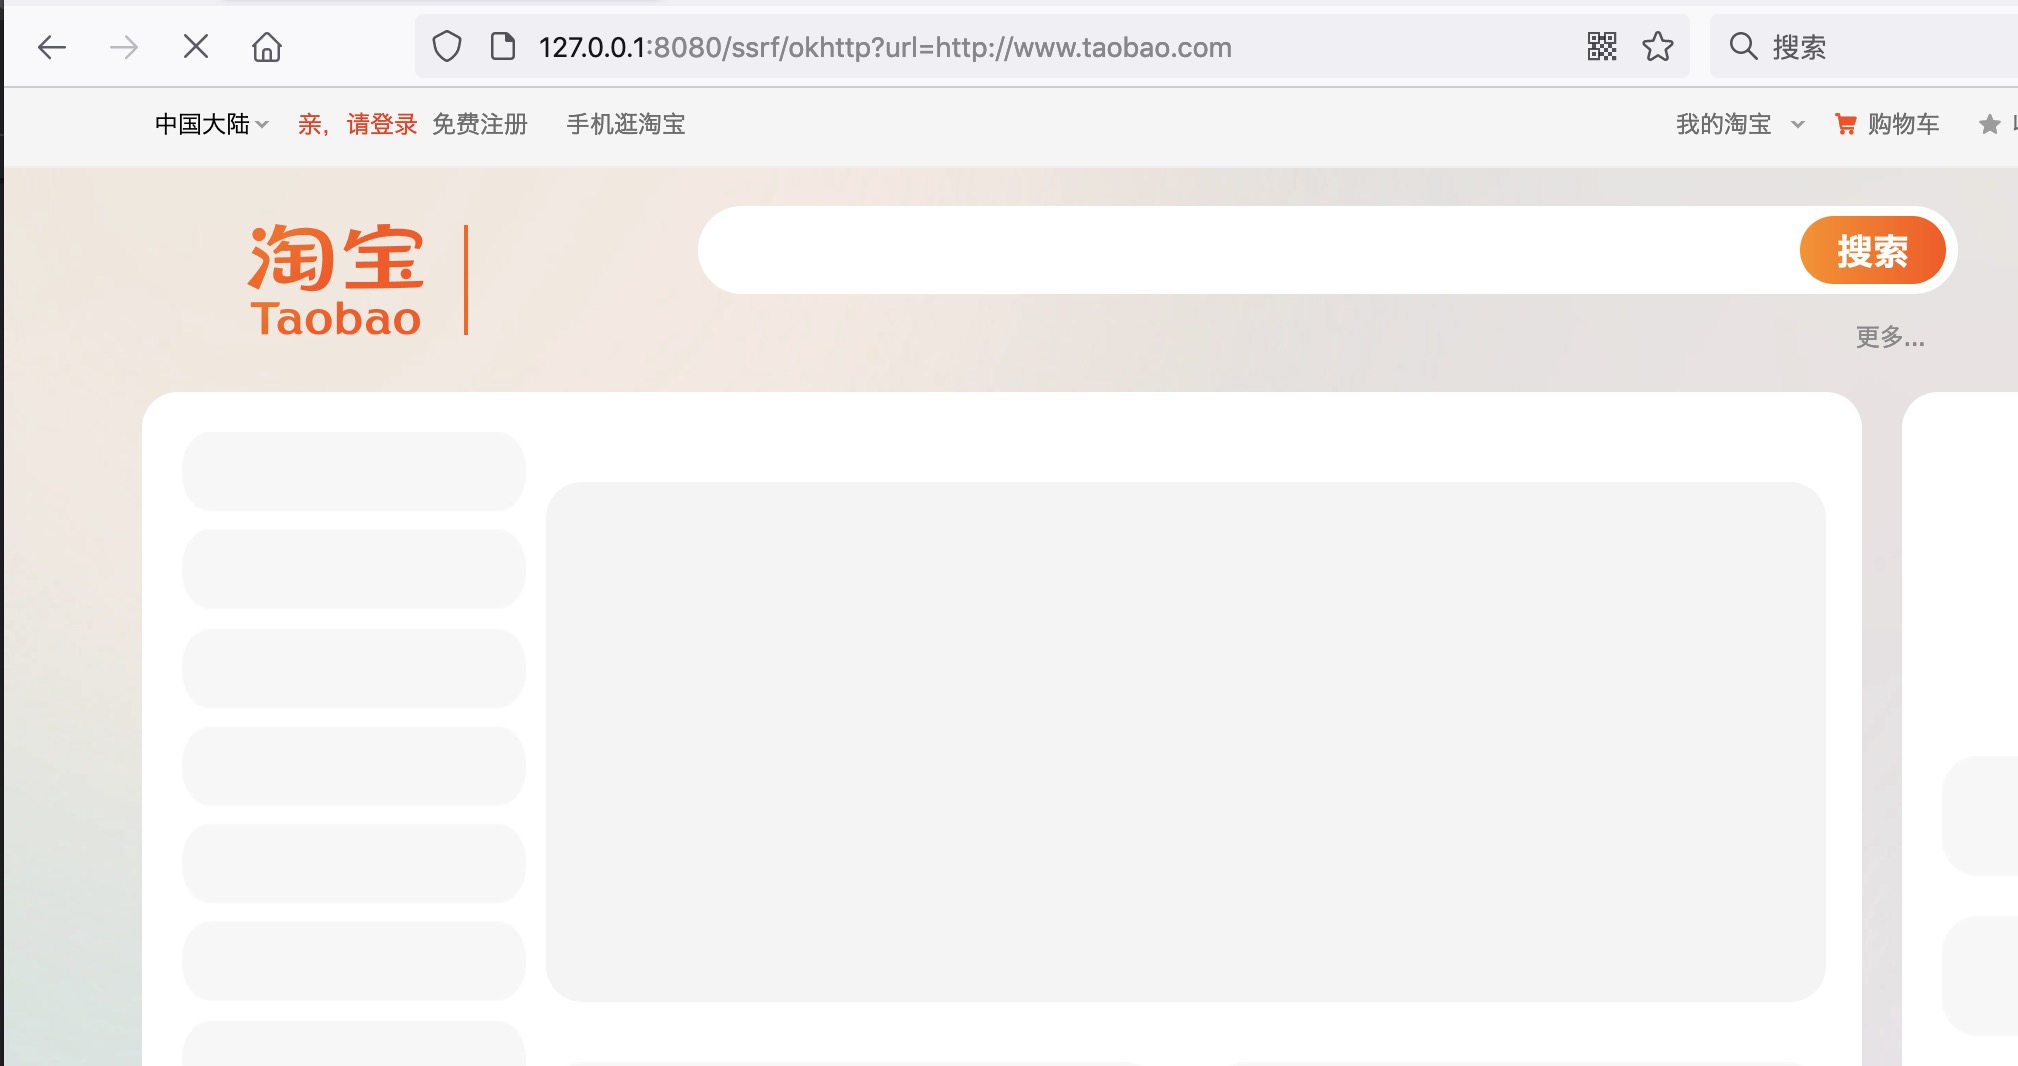 127.0.0.1:8080/ssrf/okhttp?url=http://www.taobao.com
搜索
中国大陆 亲，请登录 免费注册 手机逛淘宝
我的淘宝 购物车
淘宝
Taobao
搜索
更多...